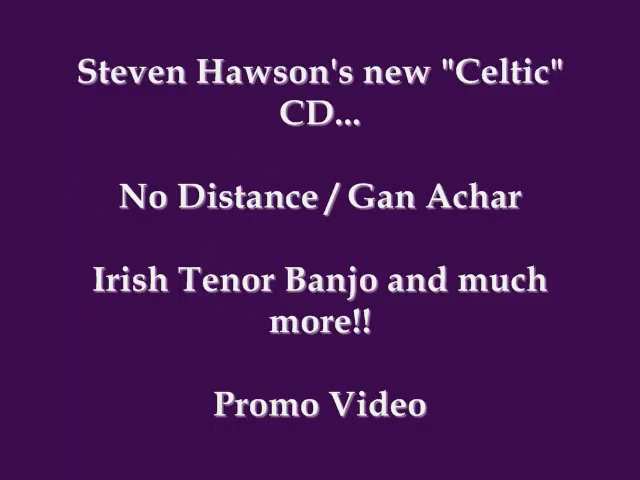 Steven Hawson's new "Celtic"
CD...
No Distance / Gan Achar
Irish Tenor Banjo and much
more!!
Promo Video